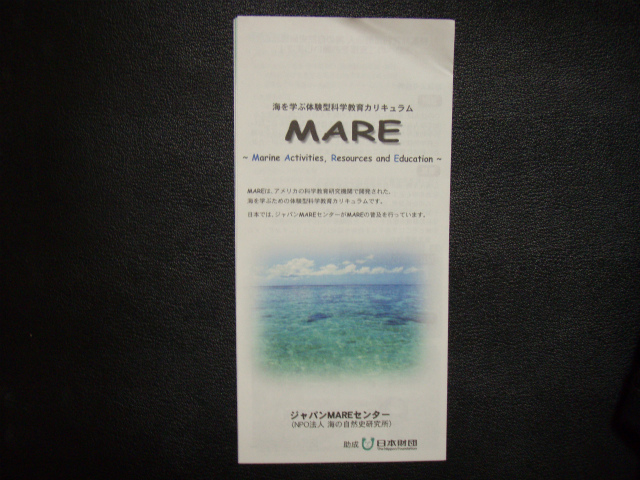 海を学ぶ体験型科学教育カリキュラム
MARE
~ Marine Activities, Resources and Education ~
MAREは、アメリカの科学教育研究機関で開発された、
海を学ぶための体験型科学教育カリキュラムです。
日本では、ジャパンMAREセンターがMAREの普及を行っています。
ジャパンMAREセンター
(NPO法人 海の自然史研究所)
助成 日本財団
The Nippon Foundation